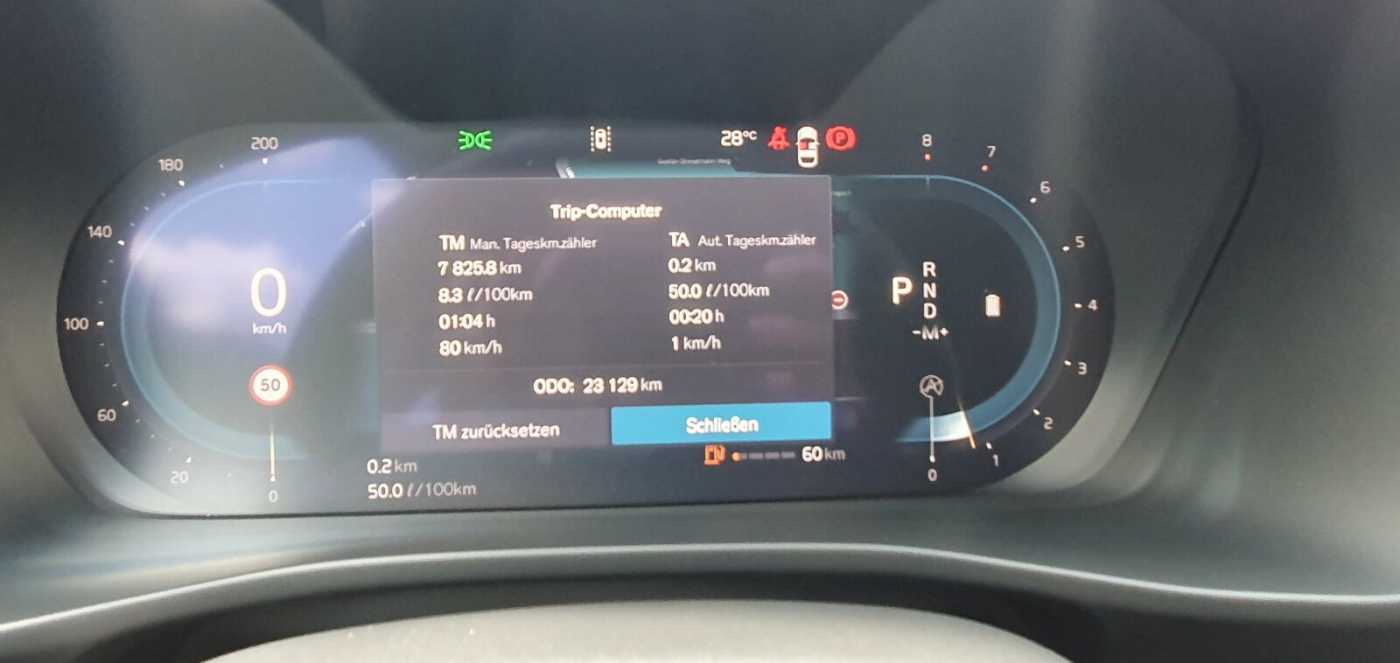 200
28°C
8
7
180
6
140
5
100
4
60
3
20
2
0
1
0
0
km/h
50
Trip-Computer
TM Man. Tageskm.zähler
TA Aut. Tageskm.zähler
7 825.8 km
0.2 km
8.3 ℓ/100km
50.0 ℓ/100km
01:04 h
00:20 h
80 km/h
1 km/h
ODO: 23 129 km
TM zurücksetzen
Schließen
P
R
N
D
-M+
A
P
0.2 km
60 km
50.0 ℓ/100km